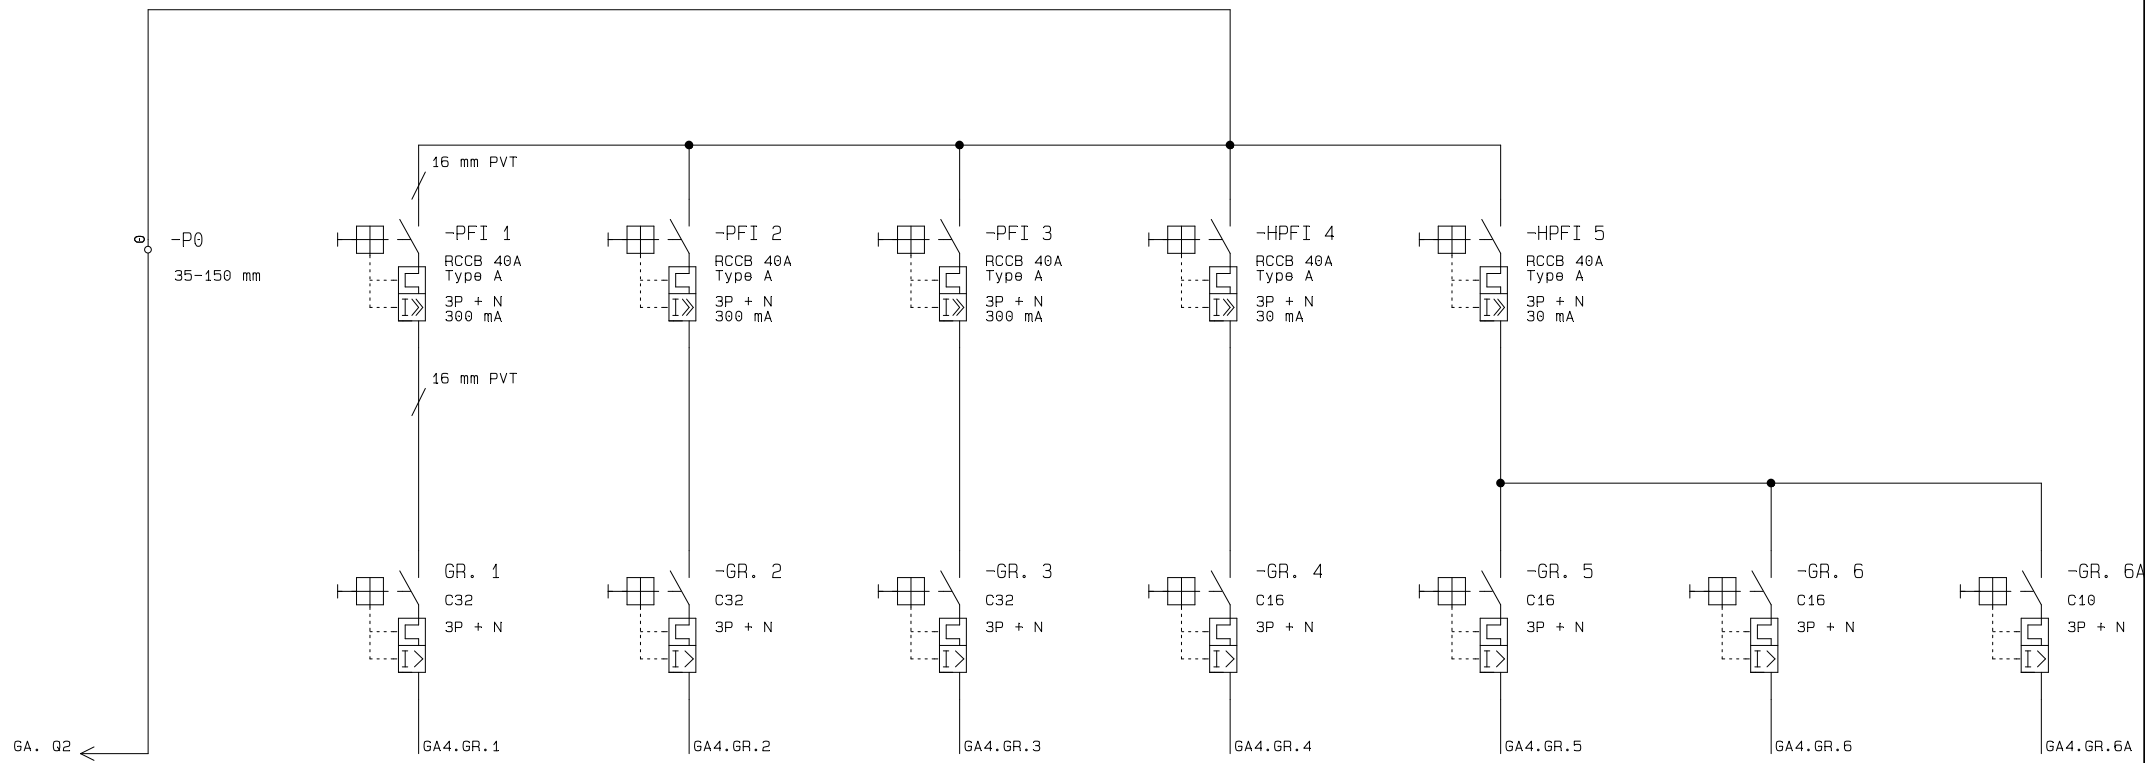 16 mm PVT
0
-P0
35-150 mm
-PFI 1
RCCB 40A
Type A
3P + N
300 mA
-PFI 2
RCCB 40A
Type A
3P + N
300 mA
-PFI 3
RCCB 40A
Type A
3P + N
300 mA
-HPFI 4
RCCB 40A
Type A
3P + N
30 mA
-HPFI 5
RCCB 40A
Type A
3P + N
30 mA
I»
I»
I»
I»
I»
16 mm PVT
GR. 1
C32
3P + N
-GR. 2
C32
3P + N
-GR. 3
C32
3P + N
-GR. 4
C16
3P + N
-GR. 5
C16
3P + N
-GR. 6
C16
3P + N
-GR. 6A
C10
3P + N
I>
I>
I>
I>
I>
I>
I>
GA. Q2
GA4.GR.1
GA4.GR.2
GA4.GR.3
GA4.GR.4
GA4.GR.5
GA4.GR.6
GA4.GR.6A